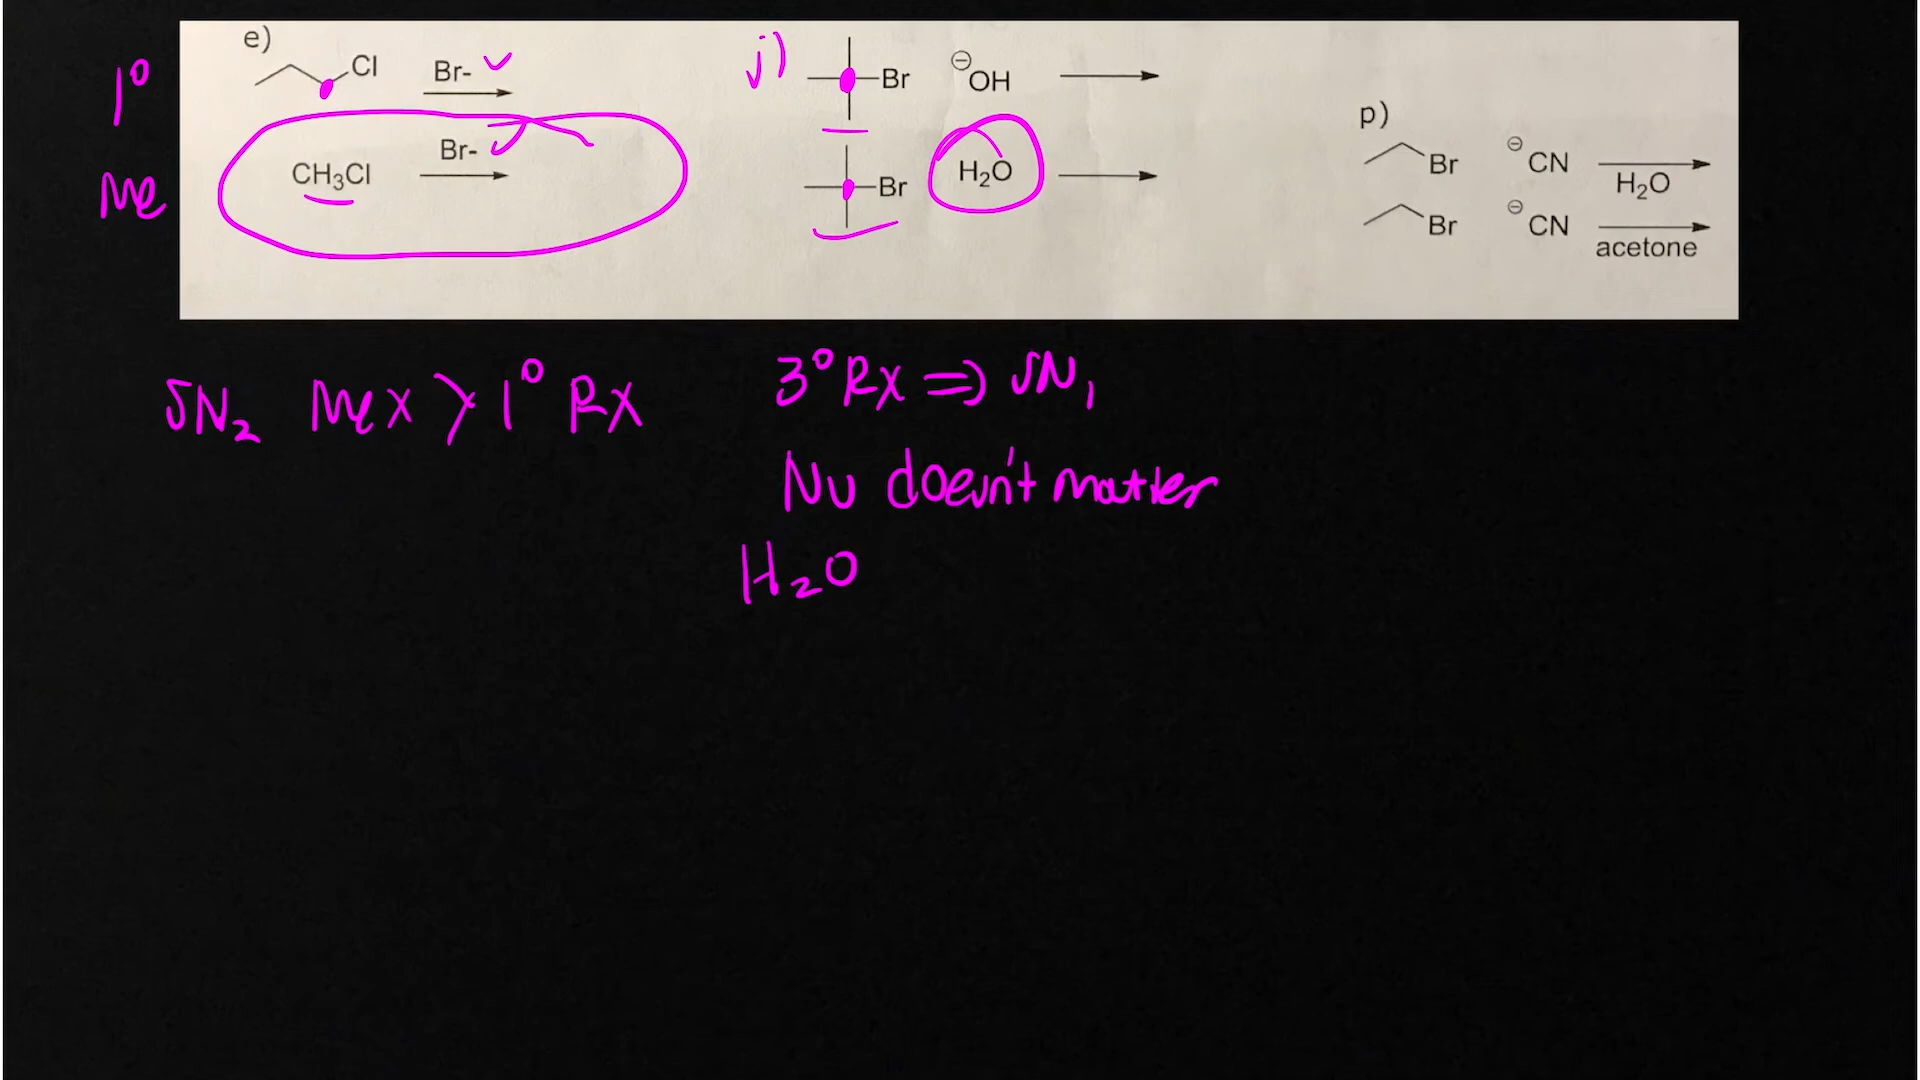 e)
Cl
Br-
1°
CH₃Cl
Br-
Me
j)
Br
⊖OH
Br
H₂O
p)
Br
⊖CN
H₂O
Br
⊖CN
acetone
SN₂ MeX > 1° RX
3° RX => SN₁
Nu doesn't matter
H₂O